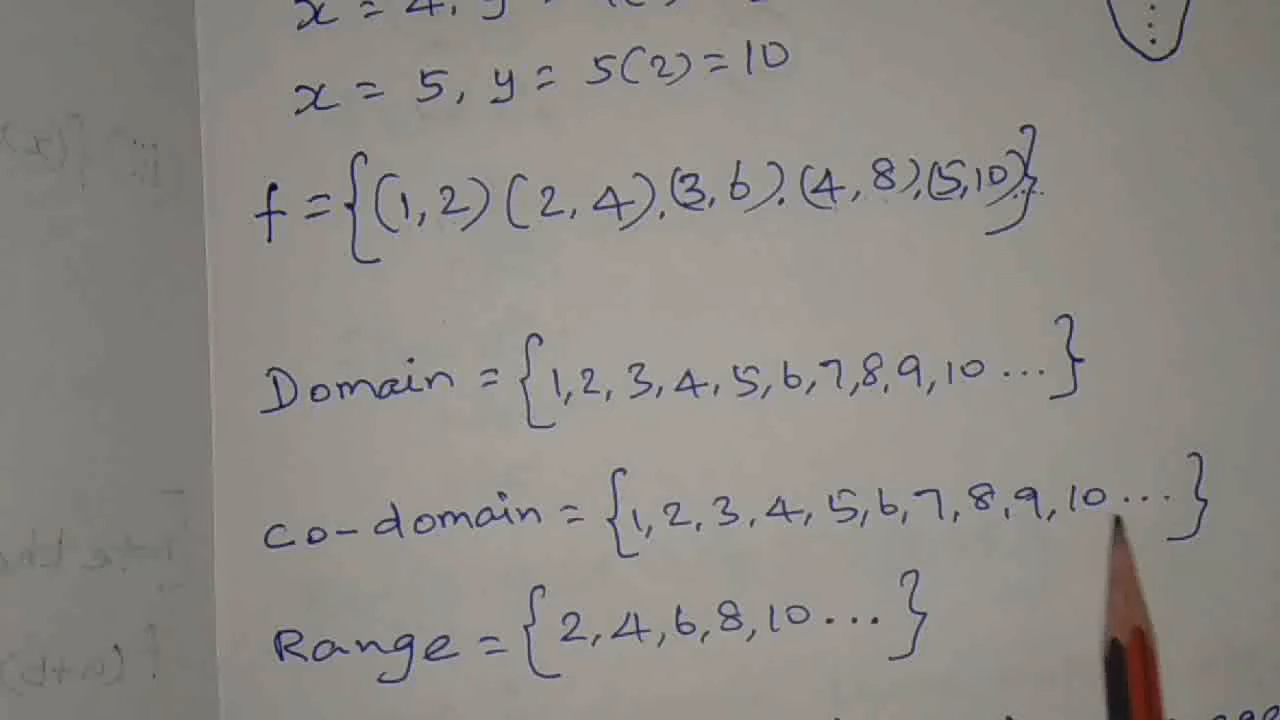 x = 4, y
x = 5, y = 5(2) = 10
f = {(1, 2) (2, 4), (3, 6), (4, 8), (5, 10)...}
Domain = {1, 2, 3, 4, 5, 6, 7, 8, 9, 10 ...}
Co-domain = {1, 2, 3, 4, 5, 6, 7, 8, 9, 10 ...}
Range = {2, 4, 6, 8, 10 ...}